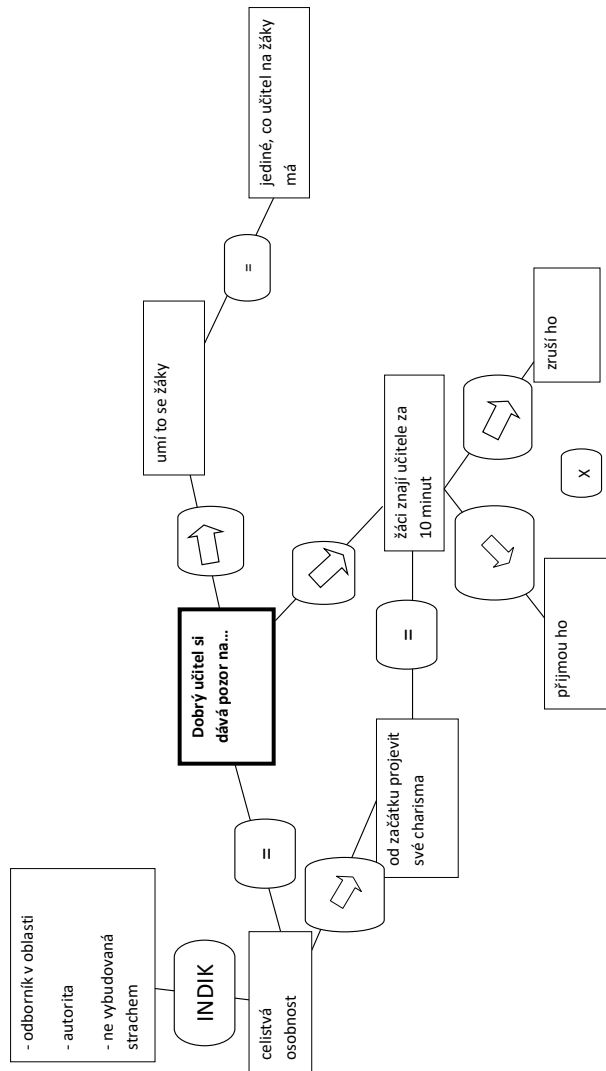 - odborník v oblasti
- autorita
- ne vybudovaná
strachem
INDIK
celistvá
osobnost
=
Dobrý učitel si
dává pozor na...
umí to se žáky
=
jediné, co učitel na žáky
má
od začátku projevit
své charisma
=
žáci znají učitele za
10 minut
přijmou ho
X
zruší ho